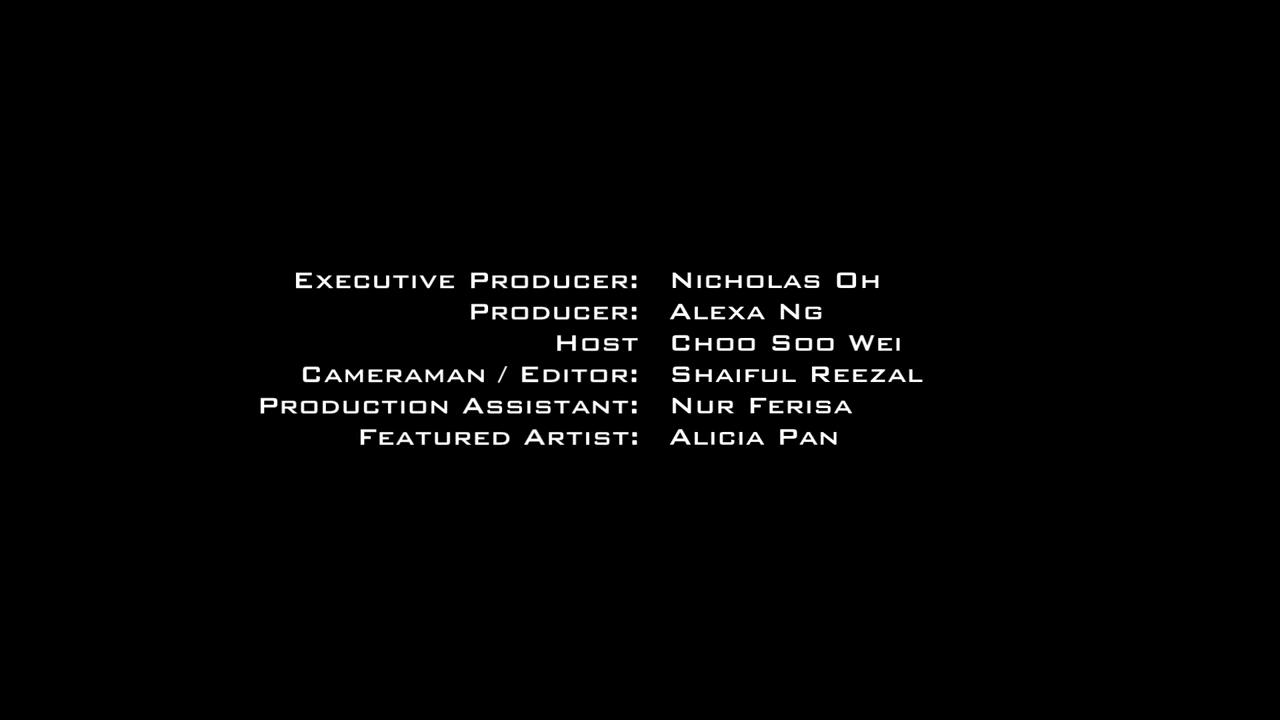 Executive Producer: Nicholas Oh
Producer: Alexa Ng
Host Choo Soo Wei
Cameraman / Editor: Shaiful Reezal
Production Assistant: Nur Ferisa
Featured Artist: Alicia Pan